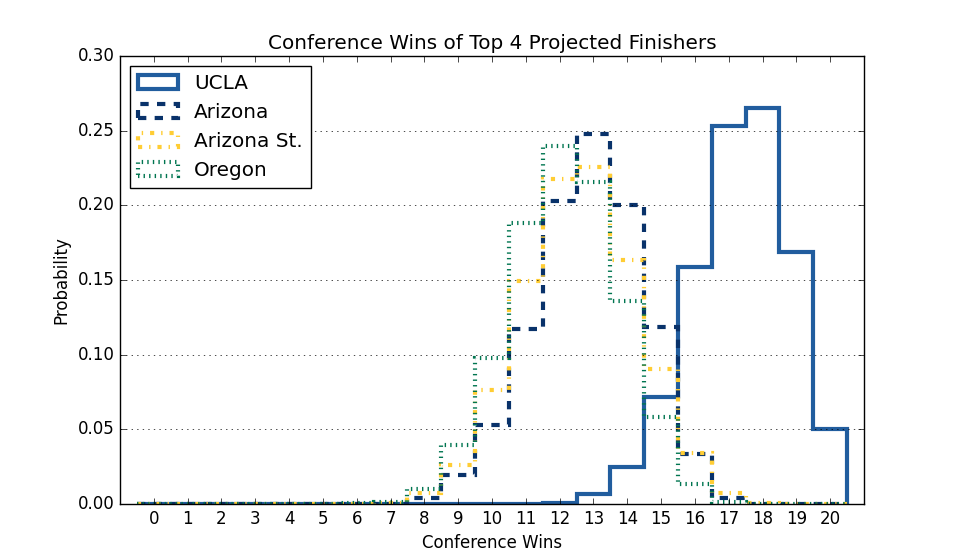 Conference Wins of Top 4 Projected Finishers
UCLA
Arizona
Arizona St.
Oregon
0.30
0.25
0.20
0.15
0.10
0.05
0.00
Probability
0 1 2 3 4 5 6 7 8 9 10 11 12 13 14 15 16 17 18 19 20
Conference Wins